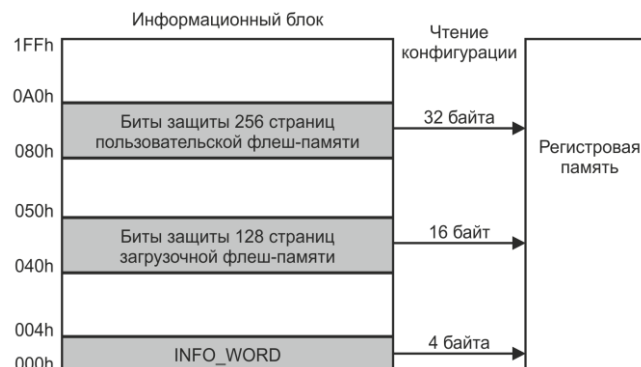 Информационный блок
Чтение
конфигурации
1FFh
0A0h
Биты защиты 256 страниц
пользовательской флеш-памяти
32 байта
Регистровая
память
080h
050h
Биты защиты 128 страниц
загрузочной флеш-памяти
16 байт
040h
004h
INFO_WORD
4 байта
000h